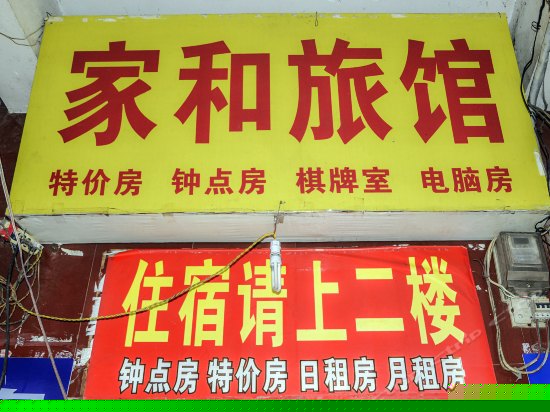 家和旅馆
特价房 钟点房 棋牌室 电脑房
住宿请上二楼
钟点房 特价房 日租房 月租房